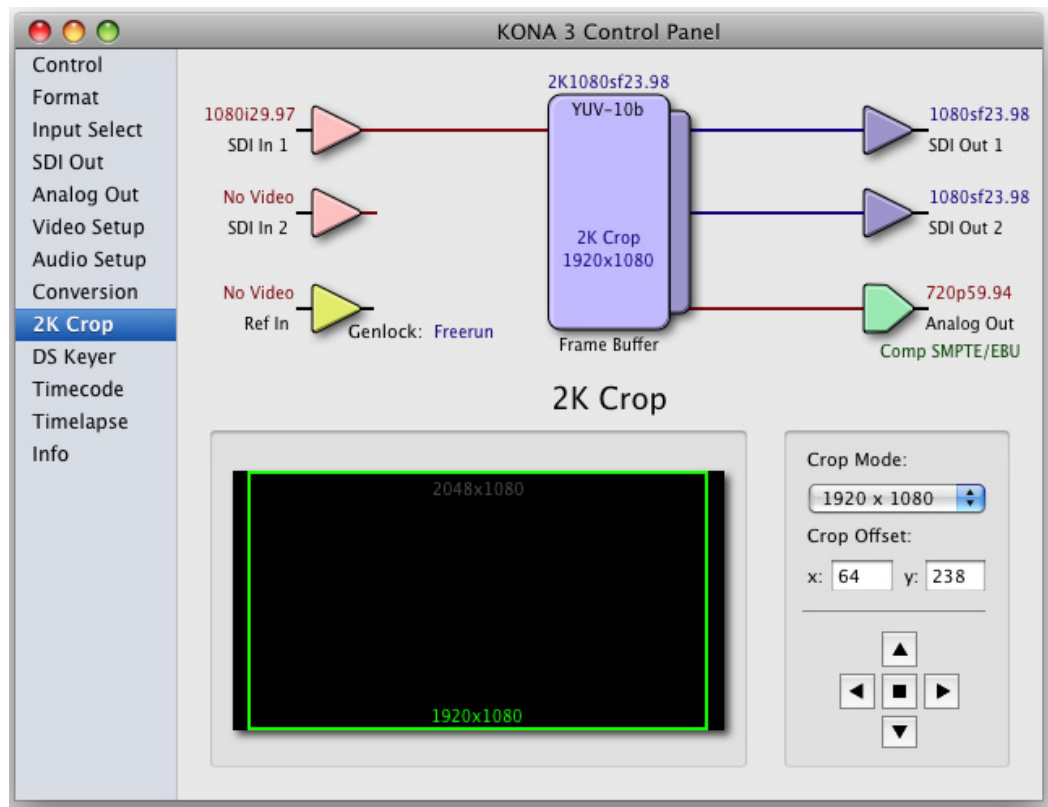 KONA 3 Control Panel
Control
Format
Input Select
SDI Out
Analog Out
Video Setup
Audio Setup
Conversion
2K Crop
DS Keyer
Timecode
Timelapse
Info
2K1080sf23.98
YUV-10b
1080i29.97
SDI In 1
1080sf23.98
SDI Out 1
No Video
SDI In 2
1080sf23.98
SDI Out 2
2K Crop
1920x1080
No Video
Ref In
Genlock: Freerun
Frame Buffer
720p59.94
Analog Out
Comp SMPTE/EBU
2K Crop
2048x1080
1920x1080
Crop Mode:
1920 x 1080
Crop Offset:
x: 64 y: 238